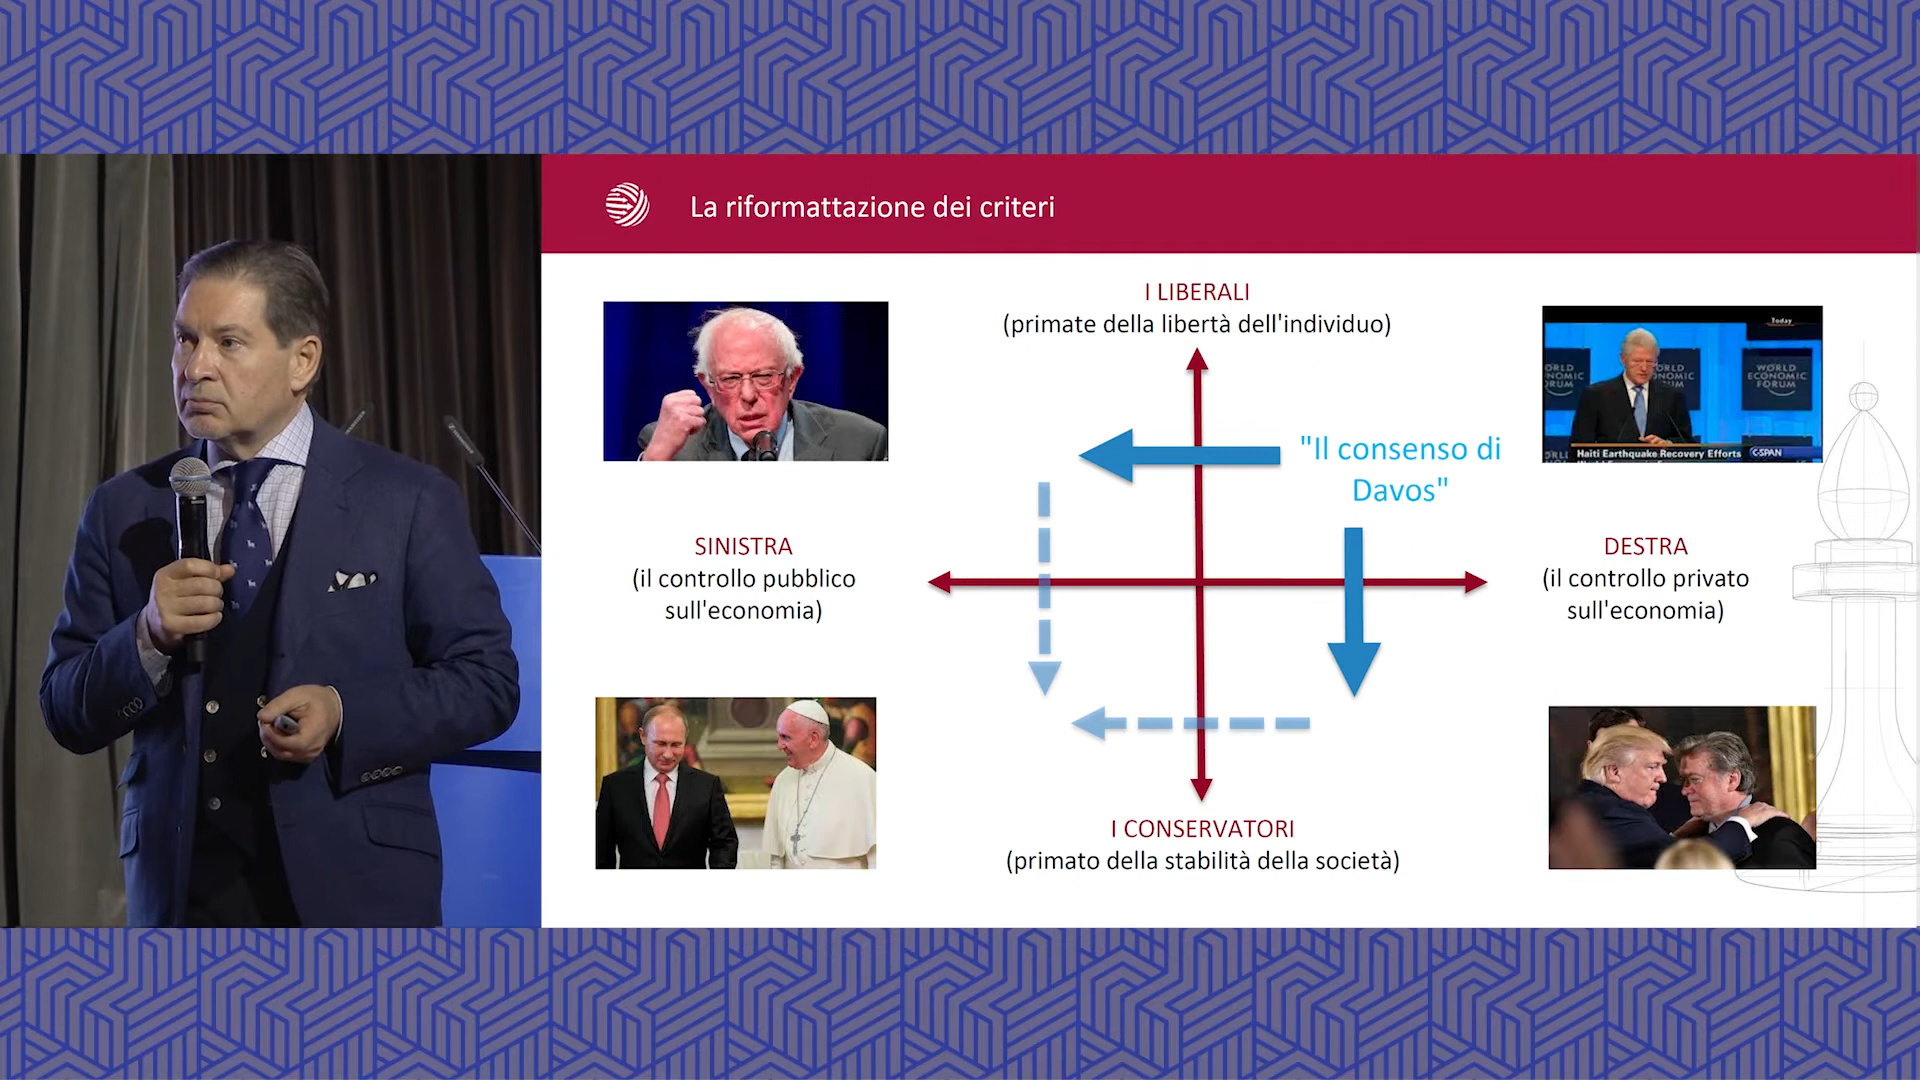 La riformattazione dei criteri
I LIBERALI
(primate della libertà dell'individuo)
Today
WORLD
ECONOMIC
FORUM
Haiti Earthquake Recovery Efforts
C-SPAN
"Il consenso di
Davos"
SINISTRA
(il controllo pubblico
sull'economia)
DESTRA
(il controllo privato
sull'economia)
I CONSERVATORI
(primato della stabilità della società)